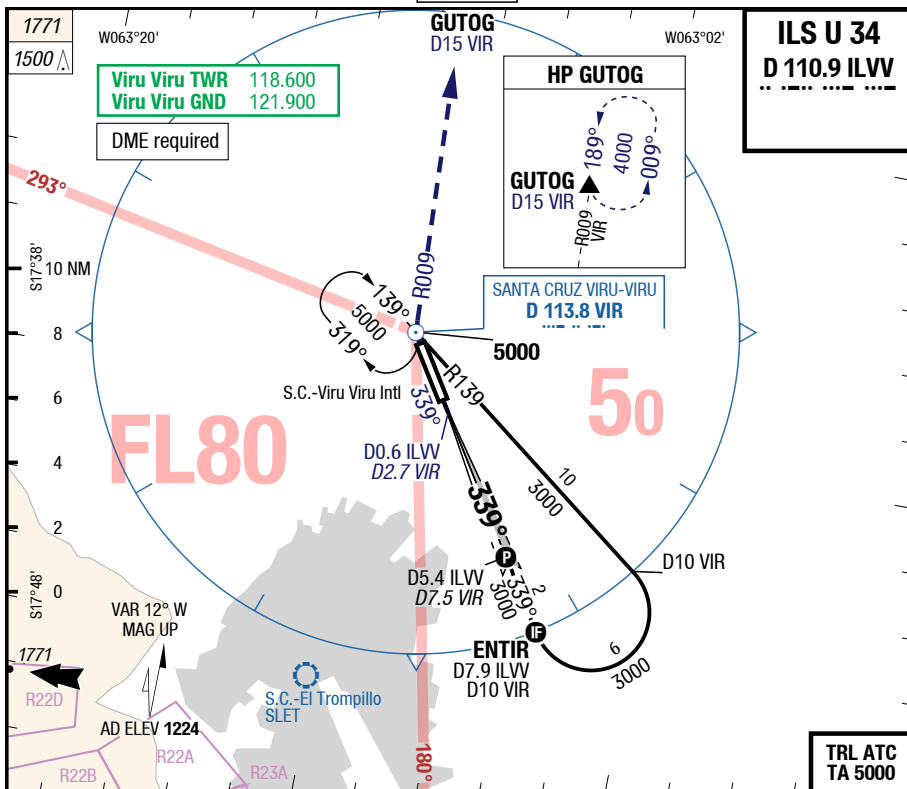 1771
1500
W063°20'
GUTOG
D15 VIR
W063°02'
ILS U 34
D 110.9 ILVV
Viru Viru TWR 118.600
Viru Viru GND 121.900
DME required
HP GUTOG
189°
4000
009°
GUTOG
D15 VIR
R009
VIR
293°
S17°38'
10 NM
R009
139°
5000
319°
SANTA CRUZ VIRU-VIRU
D 113.8 VIR
5000
8
S.C.-Viru Viru Intl
R139
339°
6
50
FL80
D0.6 ILVV
D2.7 VIR
4
10
3000
339°
2
P
D5.4 ILVV
D7.5 VIR
3000
339°
2
D10 VIR
S17°48'
0
VAR 12° W
MAG UP
IF
ENTIR
D7.9 ILVV
D10 VIR
6
3000
1771
R22D
S.C.-El Trompillo
SLET
AD ELEV 1224
R22A
R22B
R23A
180°
TRL ATC
TA 5000